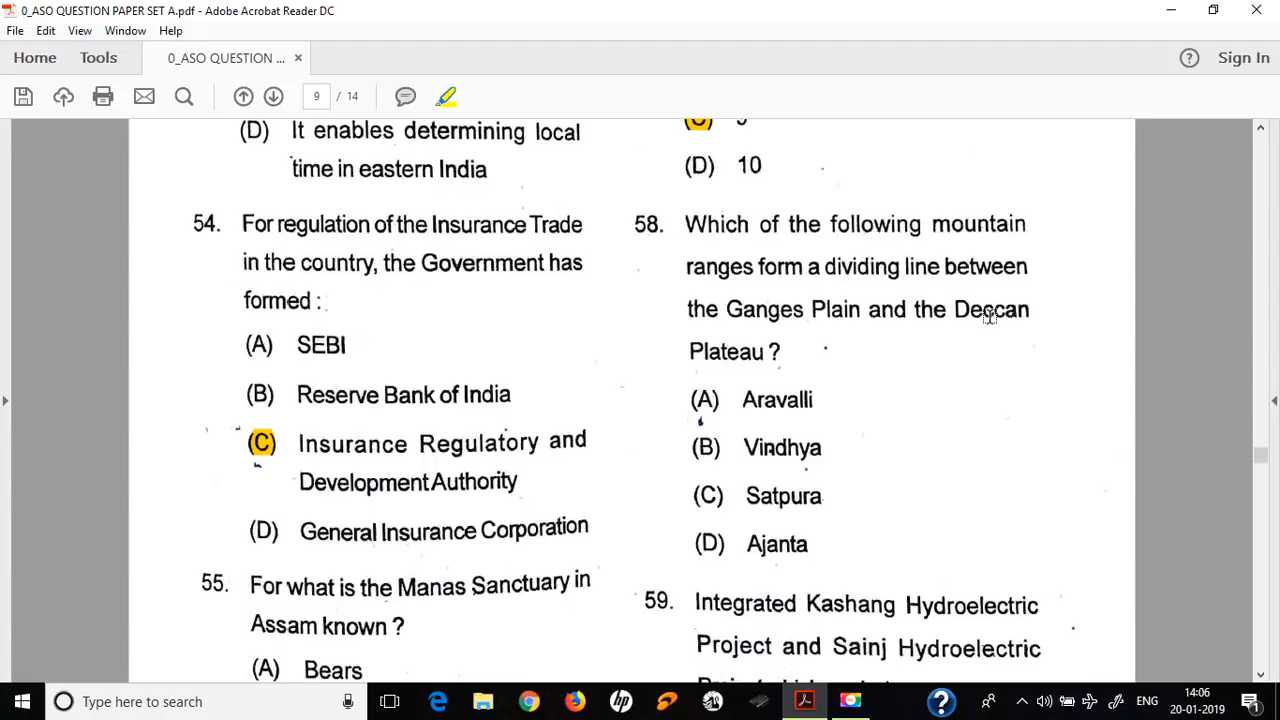 0_ASO QUESTION PAPER SET A.pdf - Adobe Acrobat Reader DC
File Edit View Window Help
Home Tools 0_ASO QUESTION ... × Sign In
9 / 14
(D) It enables determining local
time in eastern India
54. For regulation of the Insurance Trade
in the country, the Government has
formed :
(A) SEBI
(B) Reserve Bank of India
(C) Insurance Regulatory and
Development Authority
(D) General Insurance Corporation
55. For what is the Manas Sanctuary in
Assam known ?
(A) Bears
(D) 10
58. Which of the following mountain
ranges form a dividing line between
the Ganges Plain and the Deccan
Plateau ?
(A) Aravalli
(B) Vindhya
(C) Satpura
(D) Ajanta
59. Integrated Kashang Hydroelectric
Project and Sainj Hydroelectric
Type here to search
ENG
14:06
20-01-2019